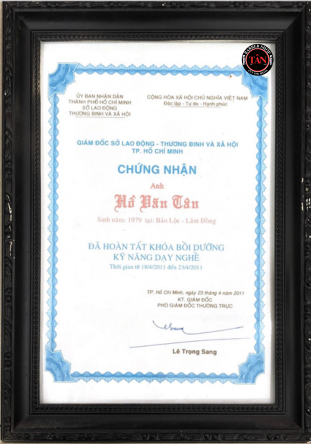 TÂN
ỦY BAN NHÂN DÂN
THÀNH PHỐ HỒ CHÍ MINH
SỞ LAO ĐỘNG
THƯƠNG BINH VÀ XÃ HỘI
CỘNG HÒA XÃ HỘI CHỦ NGHĨA VIỆT NAM
Độc lập - Tự do - Hạnh phúc
GIÁM ĐỐC SỞ LAO ĐỘNG - THƯƠNG BINH VÀ XÃ HỘI
TP. HỒ CHÍ MINH
CHỨNG NHẬN
Anh
Hồ Văn Tân
Sinh năm: 1979 tại: Bảo Lộc - Lâm Đồng
ĐÃ HOÀN TẤT KHÓA BỒI DƯỠNG
KỸ NĂNG DẠY NGHỀ
Thời gian từ 18/4/2011 đến 23/4/2011
TP. Hồ Chí Minh, ngày 23 tháng 4 năm 2011
KT. GIÁM ĐỐC
PHÓ GIÁM ĐỐC THƯỜNG TRỰC
Lê Trọng Sang